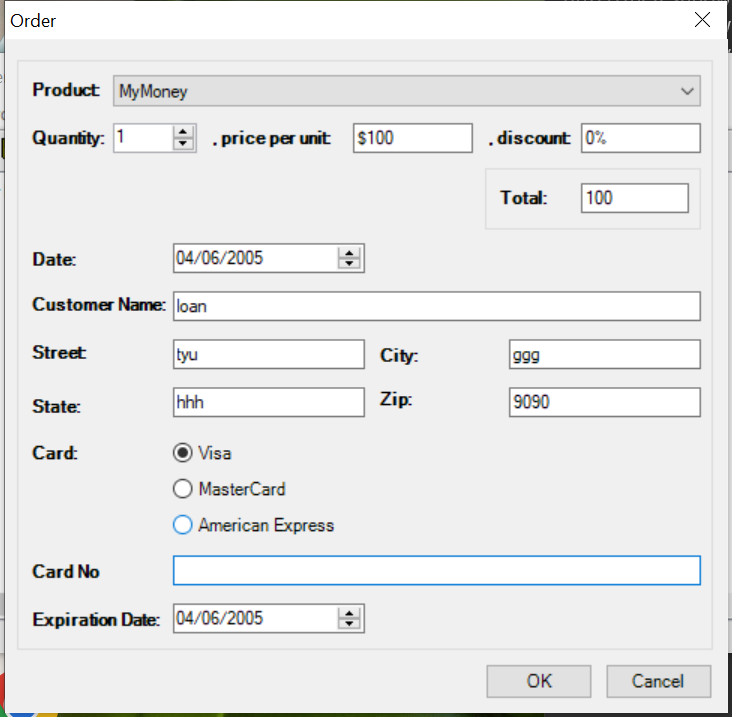 Order
Product: MyMoney
Quantity: 1 , price per unit: $100 , discount: 0%
Total: 100
Date: 04/06/2005
Customer Name: loan
Street: tyu City: ggg
State: hhh Zip: 9090
Card: Visa
MasterCard
American Express
Card No
Expiration Date: 04/06/2005
OK Cancel